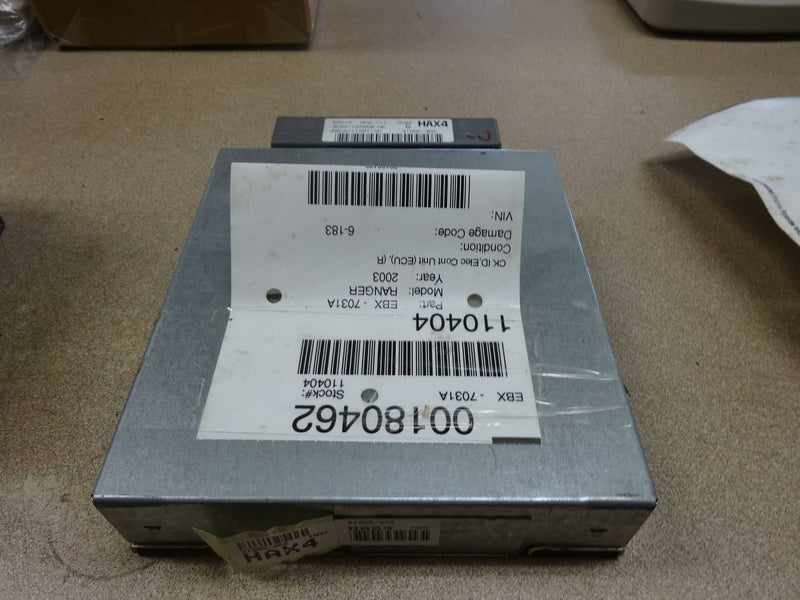 HAX4
00180462
EBX - 7031A Stock#: 110404
110404
Part: EBX - 7031A
Model: RANGER
Year: 2003
CK ID,Elec Cont Unit (ECU), (R
Condition:
Damage Code: 6-183
VIN:
HAX4
HAX4